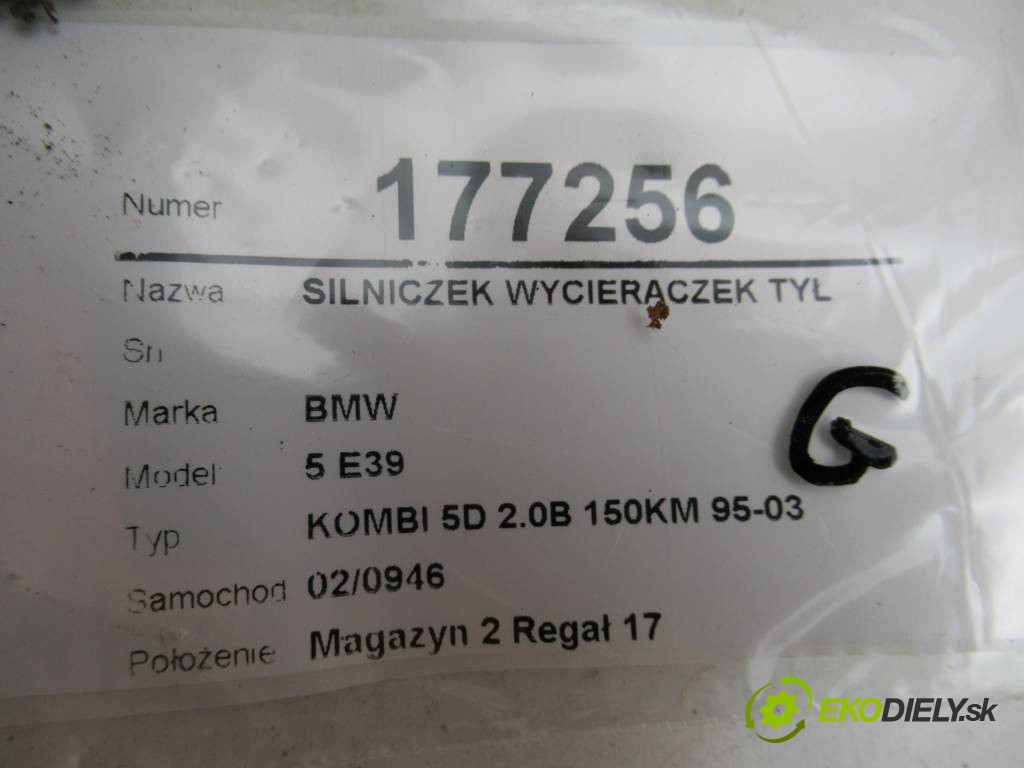 Numer 177256
Nazwa SILNICZEK WYCIERACZEK TYŁ
Sn
Marka BMW
G
Model 5 E39
Typ KOMBI 5D 2.0B 150KM 95-03
Samochod 02/0946
Położenie Magazyn 2 Regał 17
EKODIELY.sk